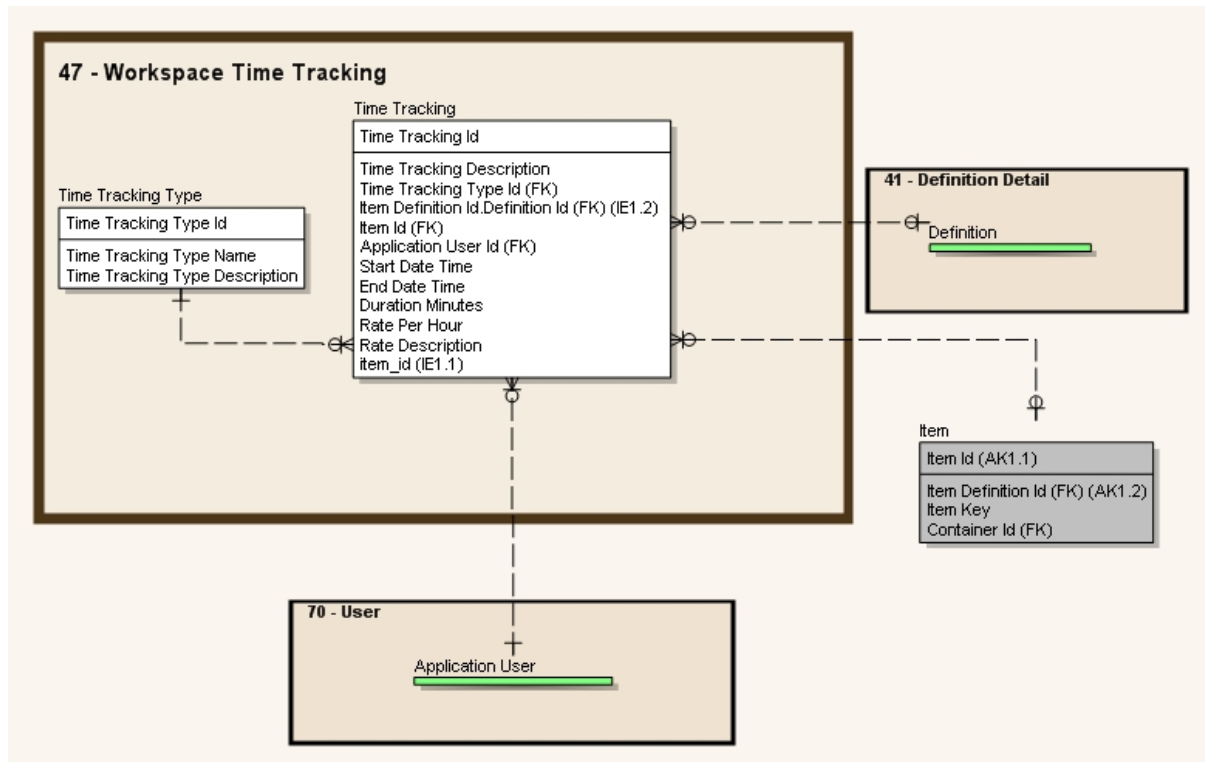 47 - Workspace Time Tracking
Time Tracking
Time Tracking Id
Time Tracking Description
Time Tracking Type Id (FK)
Item Definition Id.Definition Id (FK) (IE1.2)
Item Id (FK)
Application User Id (FK)
Start Date Time
End Date Time
Duration Minutes
Rate Per Hour
Rate Description
item_id (IE1.1)
Time Tracking Type
Time Tracking Type Id
Time Tracking Type Name
Time Tracking Type Description
41 - Definition Detail
Definition
Item
Item Id (AK1.1)
Item Definition Id (FK) (AK1.2)
Item Key
Container Id (FK)
70 - User
Application User